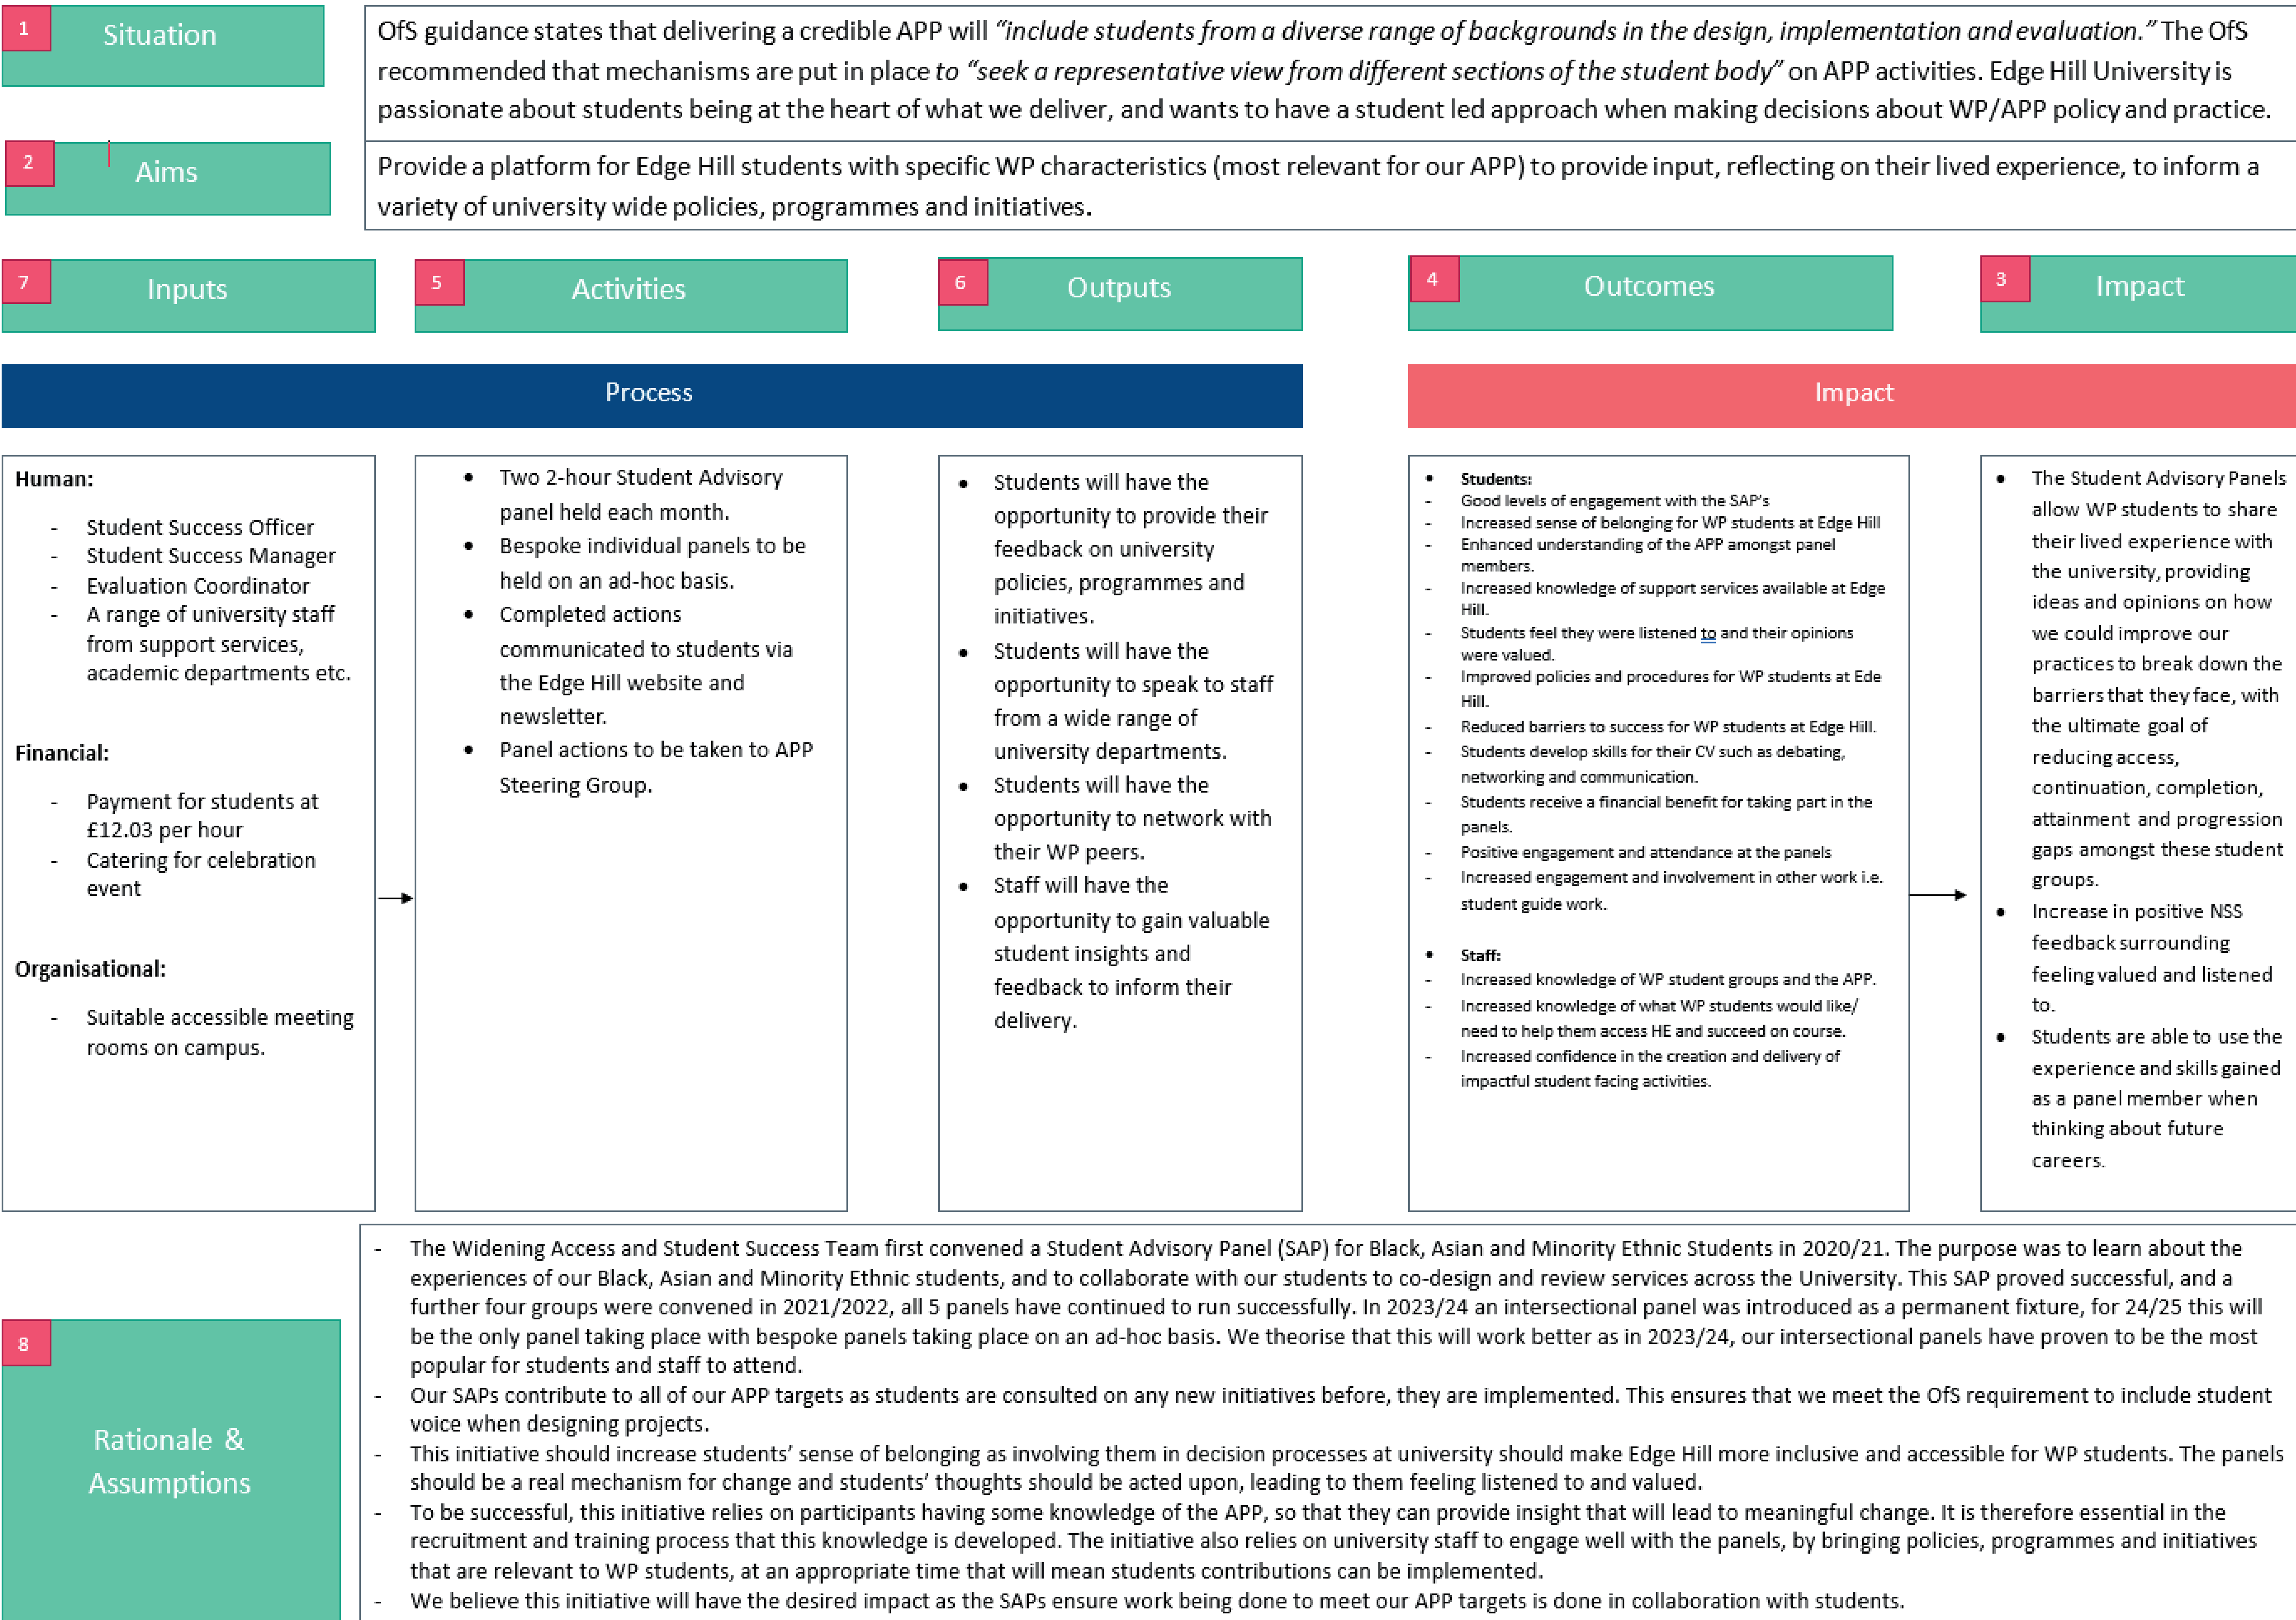 1
Situation
OfS guidance states that delivering a credible APP will “include students from a diverse range of backgrounds in the design, implementation and evaluation.” The OfS
recommended that mechanisms are put in place to “seek a representative view from different sections of the student body” on APP activities. Edge Hill University is
passionate about students being at the heart of what we deliver, and wants to have a student led approach when making decisions about WP/APP policy and practice.
2
Aims
Provide a platform for Edge Hill students with specific WP characteristics (most relevant for our APP) to provide input, reflecting on their lived experience, to inform a
variety of university wide policies, programmes and initiatives.
7
Inputs
5
Activities
6
Outputs
4
Outcomes
3
Impact
Process
Impact
Human:
- Student Success Officer
- Student Success Manager
- Evaluation Coordinator
- A range of university staff
from support services,
academic departments etc.
Financial:
- Payment for students at
£12.03 per hour
- Catering for celebration
event
Organisational:
- Suitable accessible meeting
rooms on campus.
• Two 2-hour Student Advisory
panel held each month.
• Bespoke individual panels to be
held on an ad-hoc basis.
• Completed actions
communicated to students via
the Edge Hill website and
newsletter.
• Panel actions to be taken to APP
Steering Group.
• Students will have the
opportunity to provide their
feedback on university
policies, programmes and
initiatives.
• Students will have the
opportunity to speak to staff
from a wide range of
university departments.
• Students will have the
opportunity to network with
their WP peers.
• Staff will have the
opportunity to gain valuable
student insights and
feedback to inform their
delivery.
• Students:
- Good levels of engagement with the SAP’s
- Increased sense of belonging for WP students at Edge Hill
- Enhanced understanding of the APP amongst panel
members.
- Increased knowledge of support services available at Edge
Hill.
- Students feel they were listened to and their opinions
were valued.
- Improved policies and procedures for WP students at Ede
Hill.
- Reduced barriers to success for WP students at Edge Hill.
- Students develop skills for their CV such as debating,
networking and communication.
- Students receive a financial benefit for taking part in the
panels.
- Positive engagement and attendance at the panels
- Increased engagement and involvement in other work i.e.
student guide work.
• Staff:
- Increased knowledge of WP student groups and the APP.
- Increased knowledge of what WP students would like/
need to help them access HE and succeed on course.
- Increased confidence in the creation and delivery of
impactful student facing activities.
• The Student Advisory Panels
allow WP students to share
their lived experience with
the university, providing
ideas and opinions on how
we could improve our
practices to break down the
barriers that they face, with
the ultimate goal of
reducing access,
continuation, completion,
attainment and progression
gaps amongst these student
groups.
• Increase in positive NSS
feedback surrounding
feeling valued and listened
to.
• Students are able to use the
experience and skills gained
as a panel member when
thinking about future
careers.
8
Rationale &
Assumptions
- The Widening Access and Student Success Team first convened a Student Advisory Panel (SAP) for Black, Asian and Minority Ethnic Students in 2020/21. The purpose was to learn about the
experiences of our Black, Asian and Minority Ethnic students, and to collaborate with our students to co-design and review services across the University. This SAP proved successful, and a
further four groups were convened in 2021/2022, all 5 panels have continued to run successfully. In 2023/24 an intersectional panel was introduced as a permanent fixture, for 24/25 this will
be the only panel taking place with bespoke panels taking place on an ad-hoc basis. We theorise that this will work better as in 2023/24, our intersectional panels have proven to be the most
popular for students and staff to attend.
- Our SAPs contribute to all of our APP targets as students are consulted on any new initiatives before, they are implemented. This ensures that we meet the OfS requirement to include student
voice when designing projects.
- This initiative should increase students’ sense of belonging as involving them in decision processes at university should make Edge Hill more inclusive and accessible for WP students. The panels
should be a real mechanism for change and students’ thoughts should be acted upon, leading to them feeling listened to and valued.
- To be successful, this initiative relies on participants having some knowledge of the APP, so that they can provide insight that will lead to meaningful change. It is therefore essential in the
recruitment and training process that this knowledge is developed. The initiative also relies on university staff to engage well with the panels, by bringing policies, programmes and initiatives
that are relevant to WP students, at an appropriate time that will mean students contributions can be implemented.
- We believe this initiative will have the desired impact as the SAPs ensure work being done to meet our APP targets is done in collaboration with students.